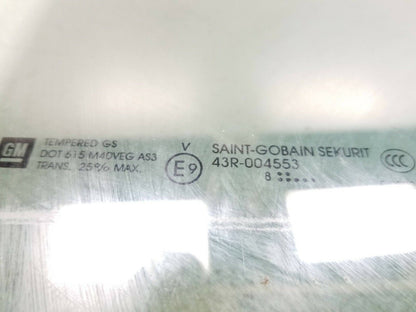 GM
TEMPERED GS
DOT 615 M40VEG AS3
TRANS. 25% MAX.
V
E9
SAINT-GOBAIN SEKURIT
43R-004553
8
CCC